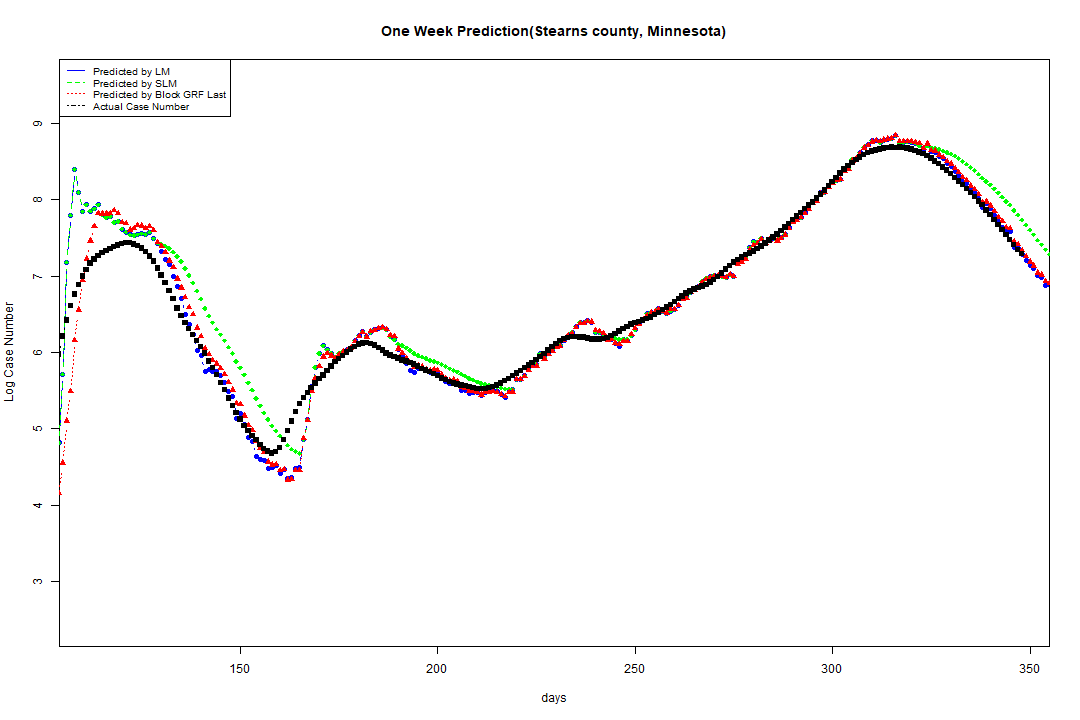 One Week Prediction(Stearns county, Minnesota)
Predicted by LM
Predicted by SLM
Predicted by Block GRF Last
Actual Case Number
Log Case Number
9
8
7
6
5
4
3
150 200 250 300 350
days